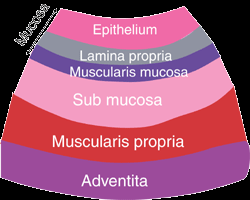 Mucosa
Epithelium
Lamina propria
Muscularis mucosa
Sub mucosa
Muscularis propria
Adventita